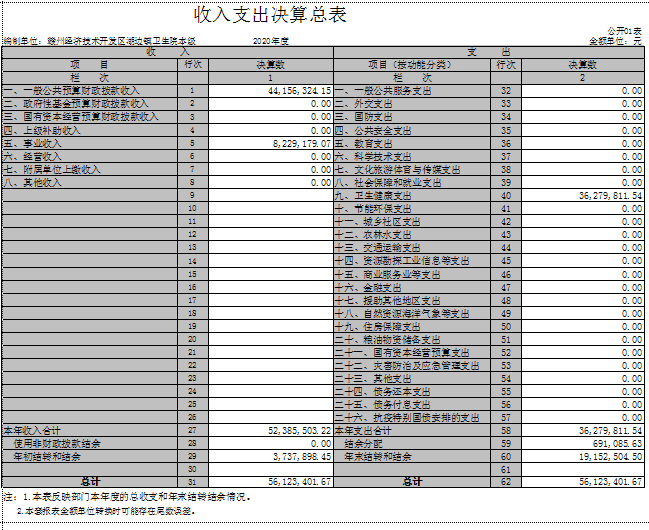 收入支出决算总表
公开01表
编制单位：赣州经济技术开发区湖边镇卫生院本级 2020年度 金额单位：元
收 入 支 出
项 目 行次 决算数 项目（按功能分类） 行次 决算数
栏 次 1 栏 次 2
一、一般公共预算财政拨款收入 1 44,156,324.15 一、一般公共服务支出 32 0.00
二、政府性基金预算财政拨款收入 2 0.00 二、外交支出 33 0.00
三、国有资本经营预算财政拨款收入 3 0.00 三、国防支出 34 0.00
四、上级补助收入 4 0.00 四、公共安全支出 35 0.00
五、事业收入 5 8,229,179.07 五、教育支出 36 0.00
六、经营收入 6 0.00 六、科学技术支出 37 0.00
七、附属单位上缴收入 7 0.00 七、文化旅游体育与传媒支出 38 0.00
八、其他收入 8 0.00 八、社会保障和就业支出 39 0.00
9 九、卫生健康支出 40 36,279,811.54
10 十、节能环保支出 41 0.00
11 十一、城乡社区支出 42 0.00
12 十二、农林水支出 43 0.00
13 十三、交通运输支出 44 0.00
14 十四、资源勘探工业信息等支出 45 0.00
15 十五、商业服务业等支出 46 0.00
16 十六、金融支出 47 0.00
17 十七、援助其他地区支出 48 0.00
18 十八、自然资源海洋气象等支出 49 0.00
19 十九、住房保障支出 50 0.00
20 二十、粮油物资储备支出 51 0.00
21 二十一、国有资本经营预算支出 52 0.00
22 二十二、灾害防治及应急管理支出 53 0.00
23 二十三、其他支出 54 0.00
24 二十四、债务还本支出 55 0.00
25 二十五、债务付息支出 56 0.00
26 二十六、抗疫特别国债安排的支出 57 0.00
本年收入合计 27 52,385,503.22 本年支出合计 58 36,279,811.54
使用非财政拨款结余 28 0.00 结余分配 59 691,085.63
年初结转和结余 29 3,737,898.45 年末结转和结余 60 19,152,504.50
30 61
总计 31 56,123,401.67 总计 62 56,123,401.67
注：1.本表反映部门本年度的总收支和年末结转结余情况。
2.本套报表金额单位转换时可能存在尾数误差。